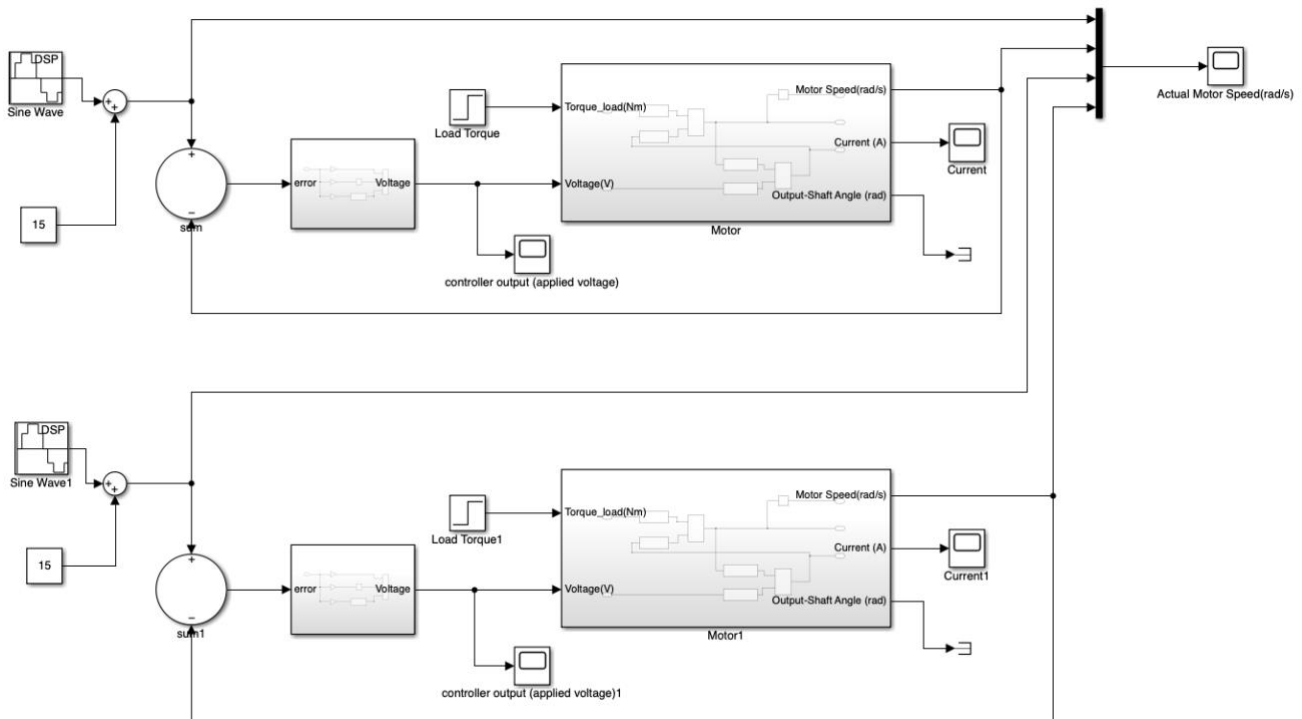 DSP
Sine Wave
15
+
+
+
−
sum
error
Voltage
controller output (applied voltage)
Load Torque
Torque_load(Nm)
Voltage(V)
Motor Speed(rad/s)
Current (A)
Output-Shaft Angle (rad)
Motor
Current
Actual Motor Speed(rad/s)
DSP
Sine Wave1
15
+
+
+
−
sum1
error
Voltage
controller output (applied voltage)1
Load Torque1
Torque_load(Nm)
Voltage(V)
Motor Speed(rad/s)
Current (A)
Output-Shaft Angle (rad)
Motor1
Current1